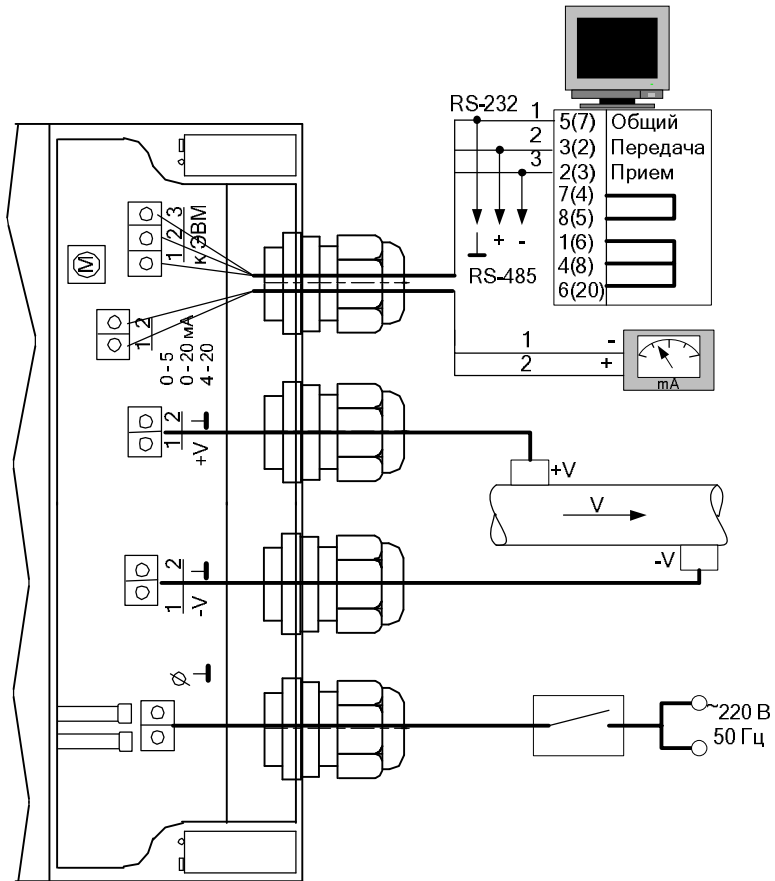 RS-232
1
5(7) Общий
2
3(2) Передача
3
2(3) Прием
7(4)
8(5)
1(6)
4(8)
6(20)
+ -
RS-485
1 2 3
к ЭВМ
M
1 2
0 - 5
0 - 20 мА
4 - 20
1 -
2 +
mA
1 2
+V
+V
V
-V
1 2
-V
~220 В
50 Гц